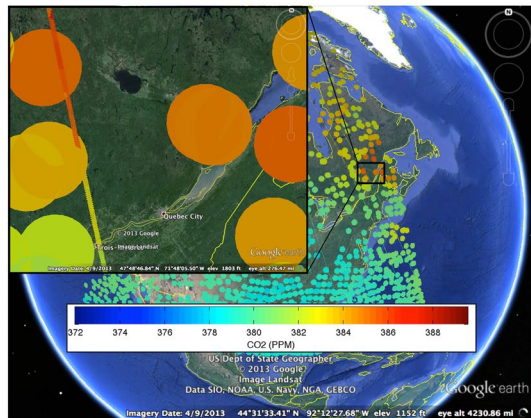 N
N
Quebec City
© 2013 Google
Image Landsat
Google earth
Imagery Date: 4/9/2013 47°48'46.84" N 71°48'05.50" W elev 1803 ft eye alt 276.47 mi
372 374 376 378 380 382 384 386 388
CO2 (PPM)
US Dept of State Geographer
© 2013 Google
Image Landsat
Data SIO, NOAA, U.S. Navy, NGA, GEBCO
Google earth
Imagery Date: 4/9/2013 44°31'33.41" N 92°12'27.68" W elev 1152 ft eye alt 4230.86 mi